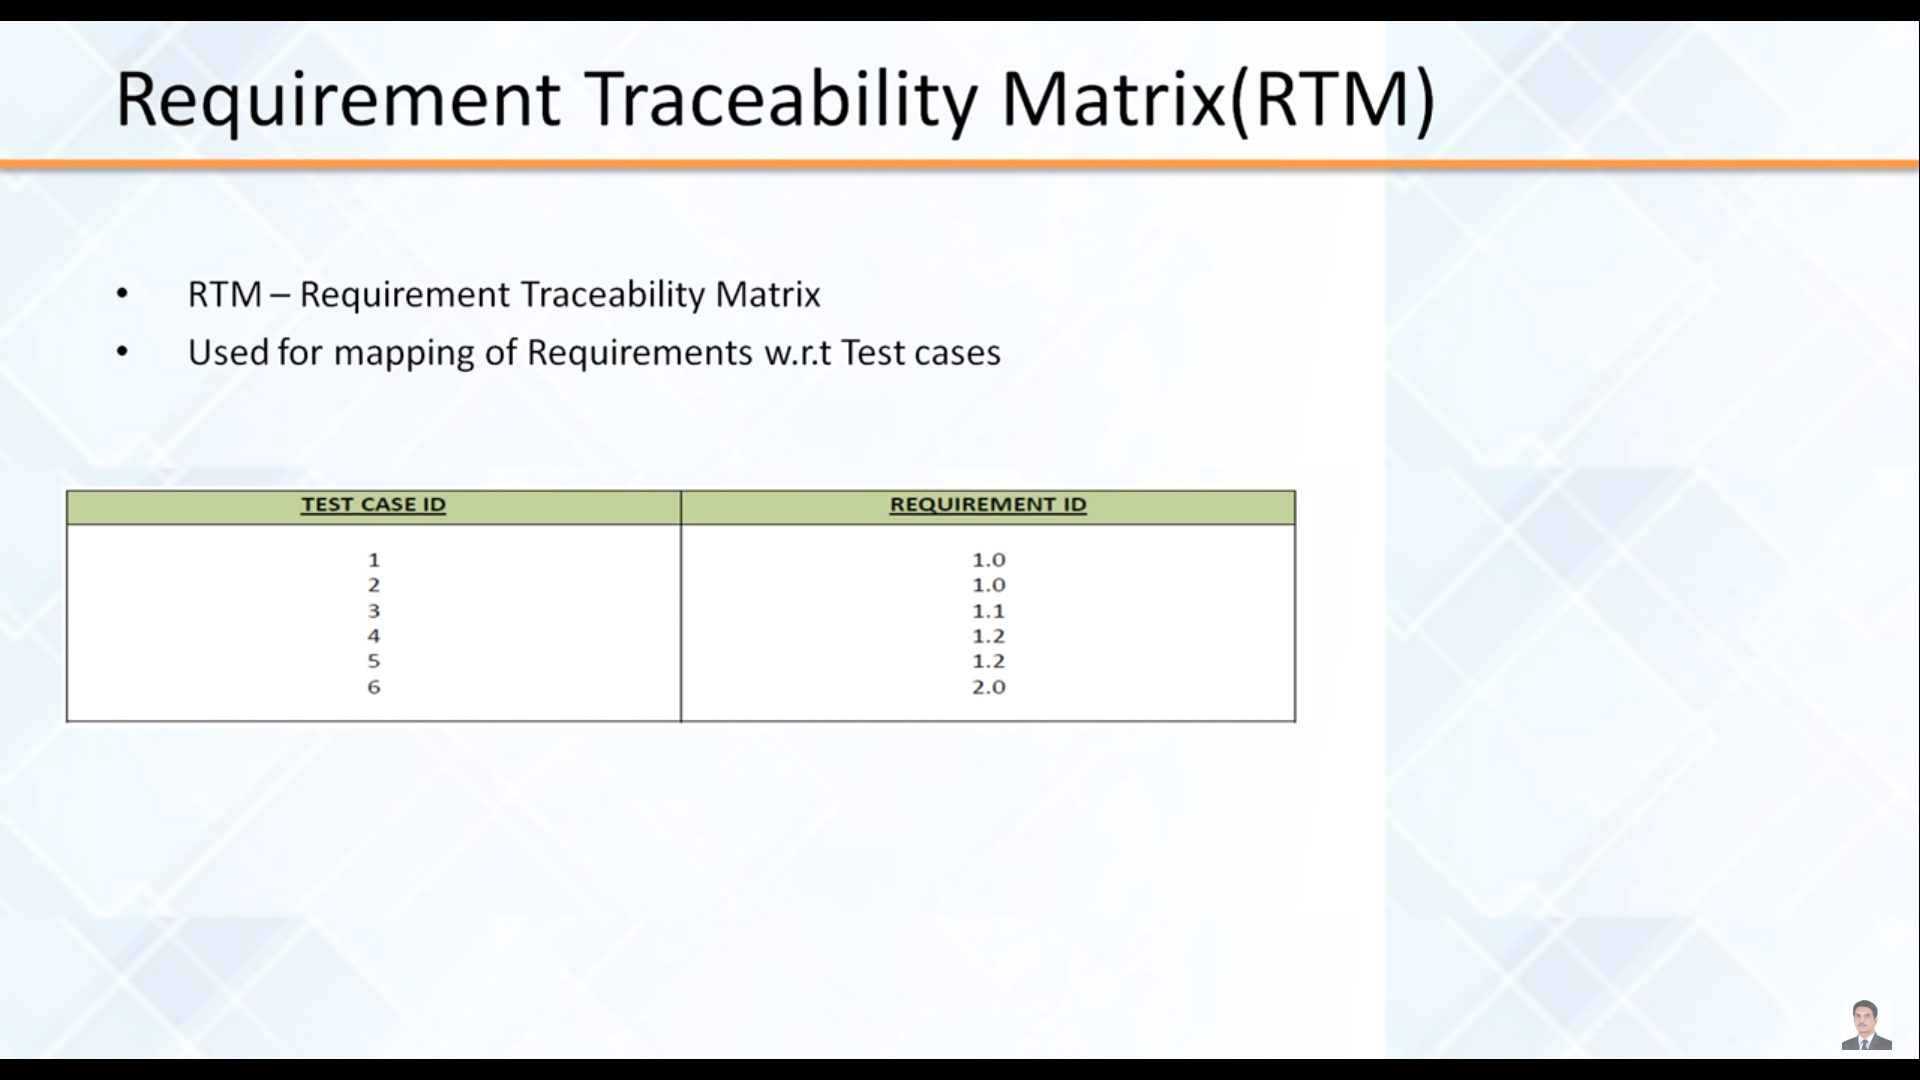 Requirement Traceability Matrix(RTM)
• RTM – Requirement Traceability Matrix
• Used for mapping of Requirements w.r.t Test cases
TEST CASE ID REQUIREMENT ID
1 1.0
2 1.0
3 1.1
4 1.2
5 1.2
6 2.0